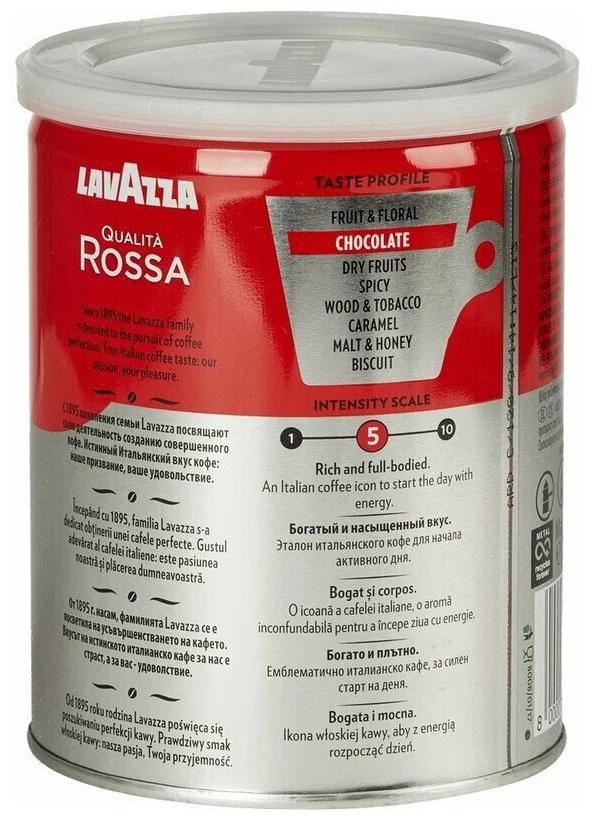 LAVAZZA
QUALITÀ
ROSSA
Since 1895 the Lavazza family
is devoted to the pursuit of coffee
perfection. True Italian coffee taste: our
passion, your pleasure.
С 1895 поколения семьи Lavazza посвящают
свою деятельность созданию совершенного
кофе. Истинный Итальянский вкус кофе:
наше призвание, ваше удовольствие.
Începând cu 1895, familia Lavazza s-a
dedicat obținerii unei cafele perfecte. Gustul
adevărat al cafelei italiene: este pasiunea
noastră și plăcerea dumneavoastră.
От 1895 г. насам, фамилията Lavazza се е
посветила на усъвършенстването на кафето.
Вкусът на истинското италианско кафе за нас е
страст, а за вас - удоволствие.
Od 1895 roku rodzina Lavazza poświęca się
poszukiwaniu perfekcji kawy. Prawdziwy smak
włoskiej kawy: nasza pasja, Twoja przyjemność.
TASTE PROFILE
FRUIT & FLORAL
CHOCOLATE
DRY FRUITS
SPICY
WOOD & TOBACCO
CARAMEL
MALT & HONEY
BISCUIT
INTENSITY SCALE
1 5 10
Rich and full-bodied.
An Italian coffee icon to start the day with
energy.
Богатый и насыщенный вкус.
Эталон итальянского кофе для начала
активного дня.
Bogat și corpos.
O icoană a cafelei italiane, o aromă
inconfundabilă pentru a începe ziua cu energie.
Богато и плътно.
Емблематично италианско кафе, за силен
старт на деня.
Bogata i mocna.
Ikona włoskiej kawy, aby z energią
rozpocząć dzień.
METAL
recycles
forever
8008/01/17